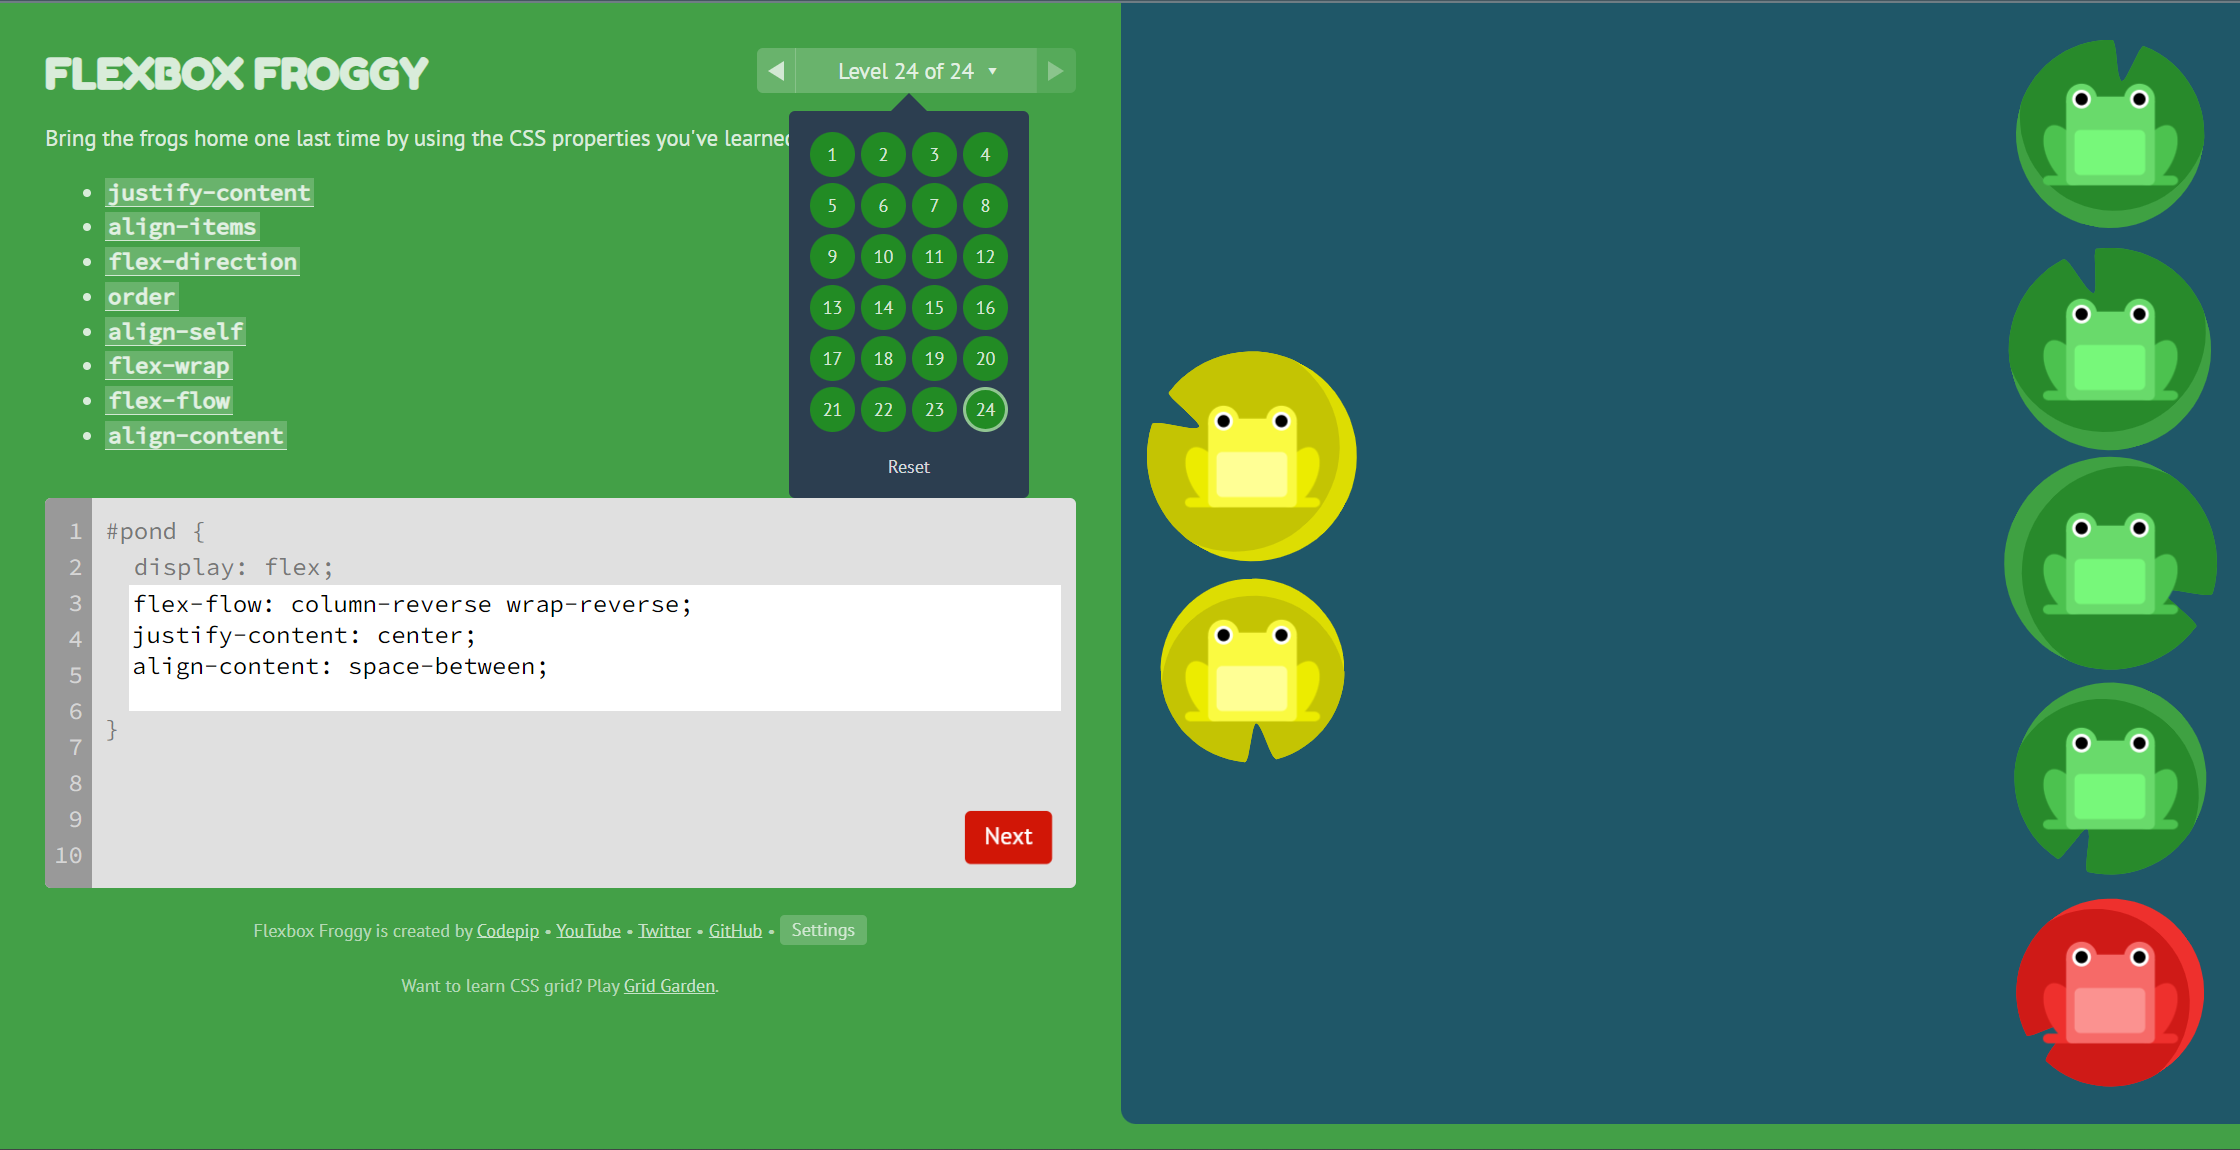 FLEXBOX FROGGY
Level 24 of 24
Bring the frogs home one last time by using the CSS properties you've learned
justify-content
align-items
flex-direction
order
align-self
flex-wrap
flex-flow
align-content
1 2 3 4
5 6 7 8
9 10 11 12
13 14 15 16
17 18 19 20
21 22 23 24
Reset
1 #pond {
2 display: flex;
3 flex-flow: column-reverse wrap-reverse;
4 justify-content: center;
5 align-content: space-between;
6 }
7
8
9
10
Next
Flexbox Froggy is created by Codepip • YouTube • Twitter • GitHub • Settings
Want to learn CSS grid? Play Grid Garden.